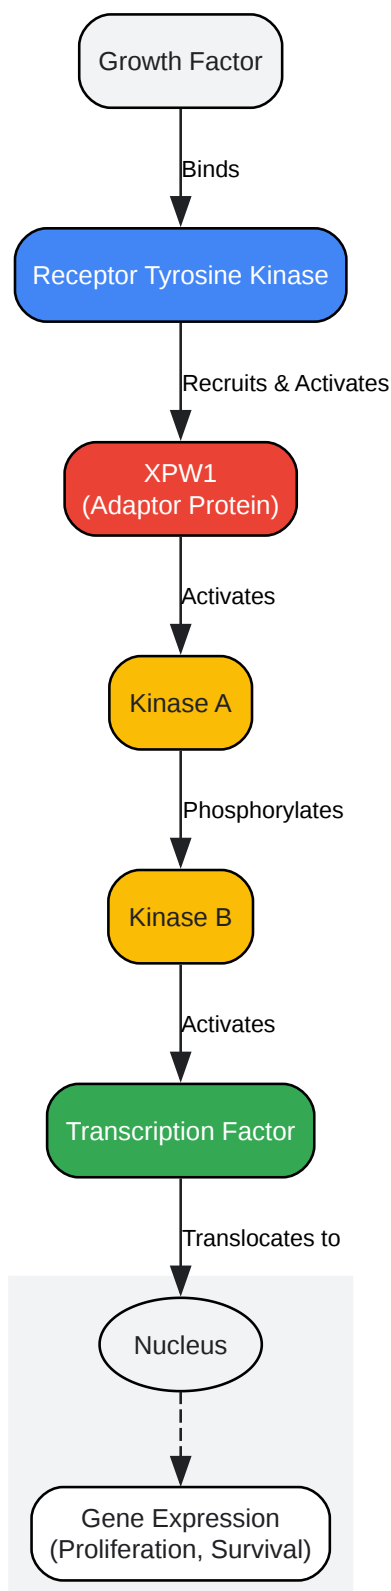 Growth Factor
Binds
Receptor Tyrosine Kinase
Recruits & Activates
XPW1
(Adaptor Protein)
Activates
Kinase A
Phosphorylates
Kinase B
Activates
Transcription Factor
Translocates to
Nucleus
Gene Expression
(Proliferation, Survival)